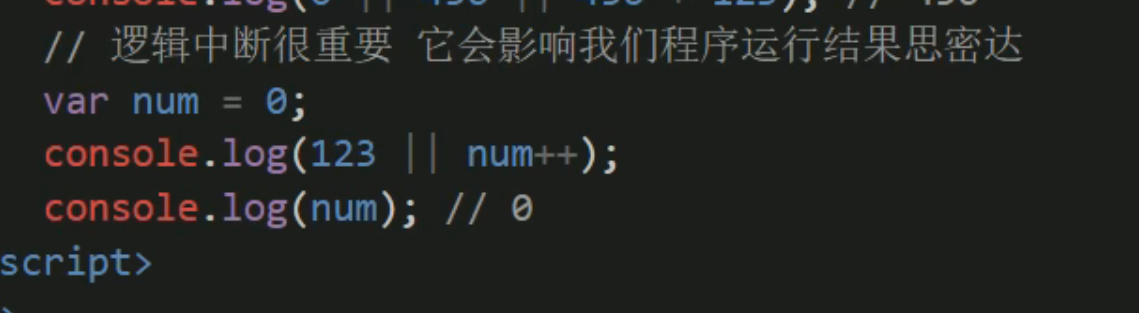 console.log(0 || 456 || 456 + 123); // 456
// 逻辑中断很重要 它会影响我们程序运行结果思密达
var num = 0;
console.log(123 || num++);
console.log(num); // 0
script>